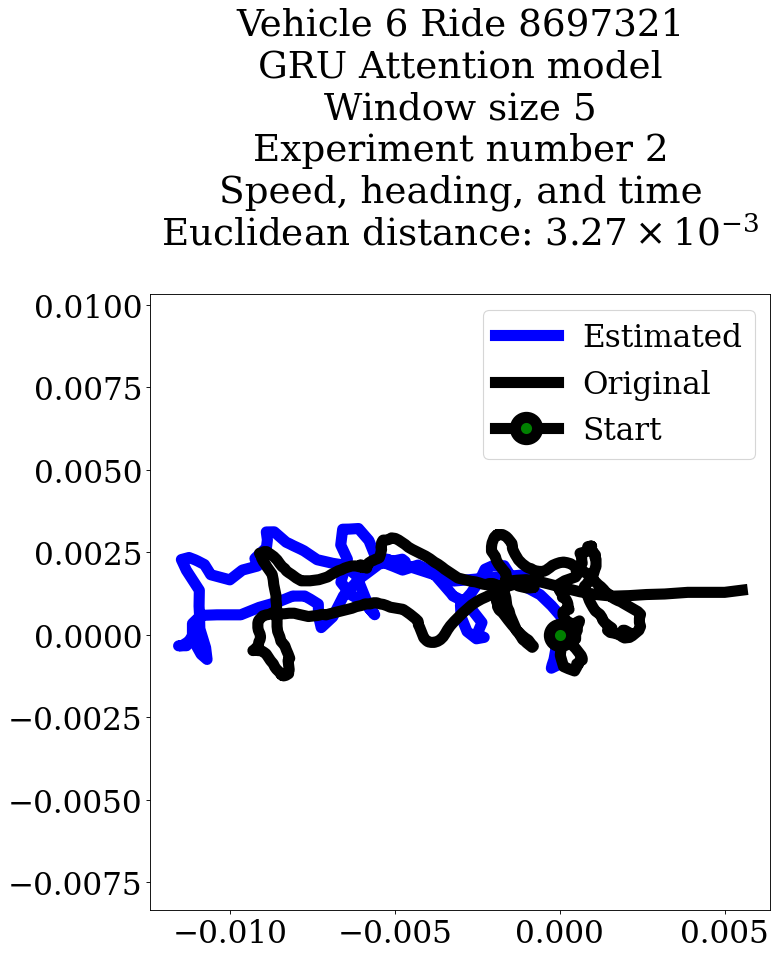 Vehicle 6 Ride 8697321
GRU Attention model
Window size 5
Experiment number 2
Speed, heading, and time
Euclidean distance: 3.27 × 10⁻³
0.0100
0.0075
0.0050
0.0025
0.0000
−0.0025
−0.0050
−0.0075
Estimated
Original
Start
−0.010
−0.005
0.000
0.005